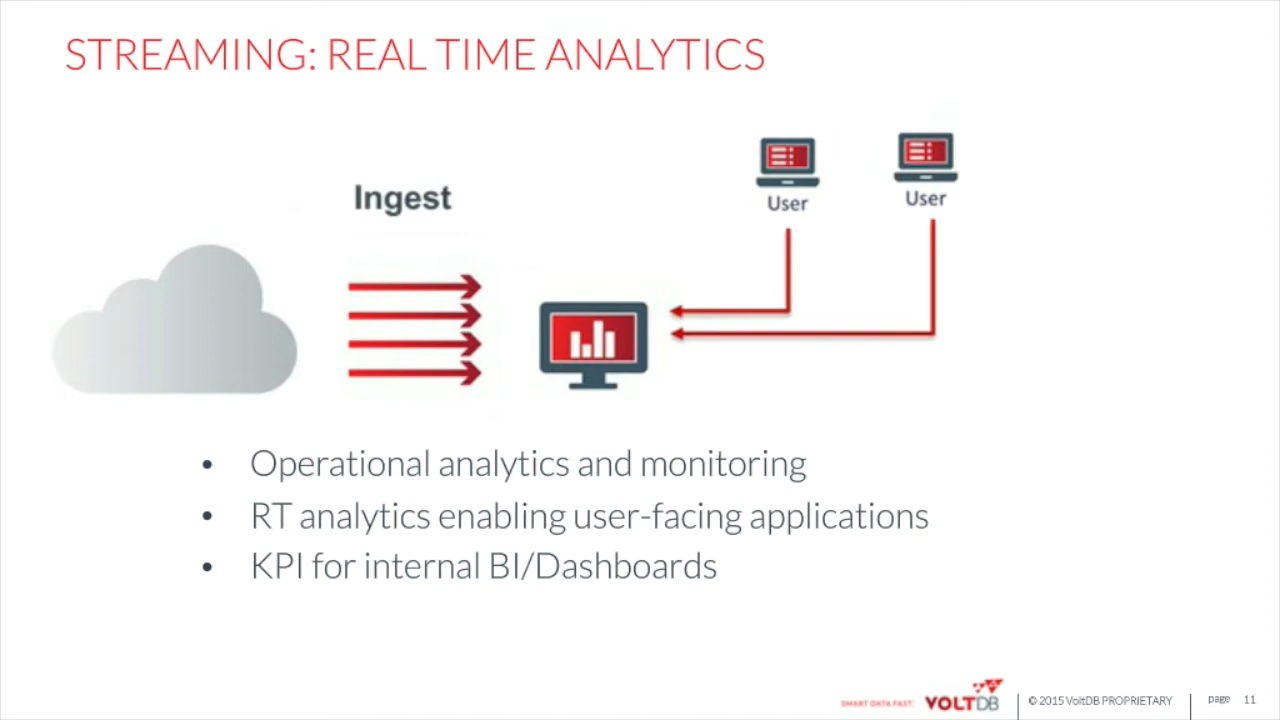 STREAMING: REAL TIME ANALYTICS
Ingest
User
User
• Operational analytics and monitoring
• RT analytics enabling user-facing applications
• KPI for internal BI/Dashboards
SMART DATA FAST. VOLTDB © 2015 VoltDB PROPRIETARY page 11